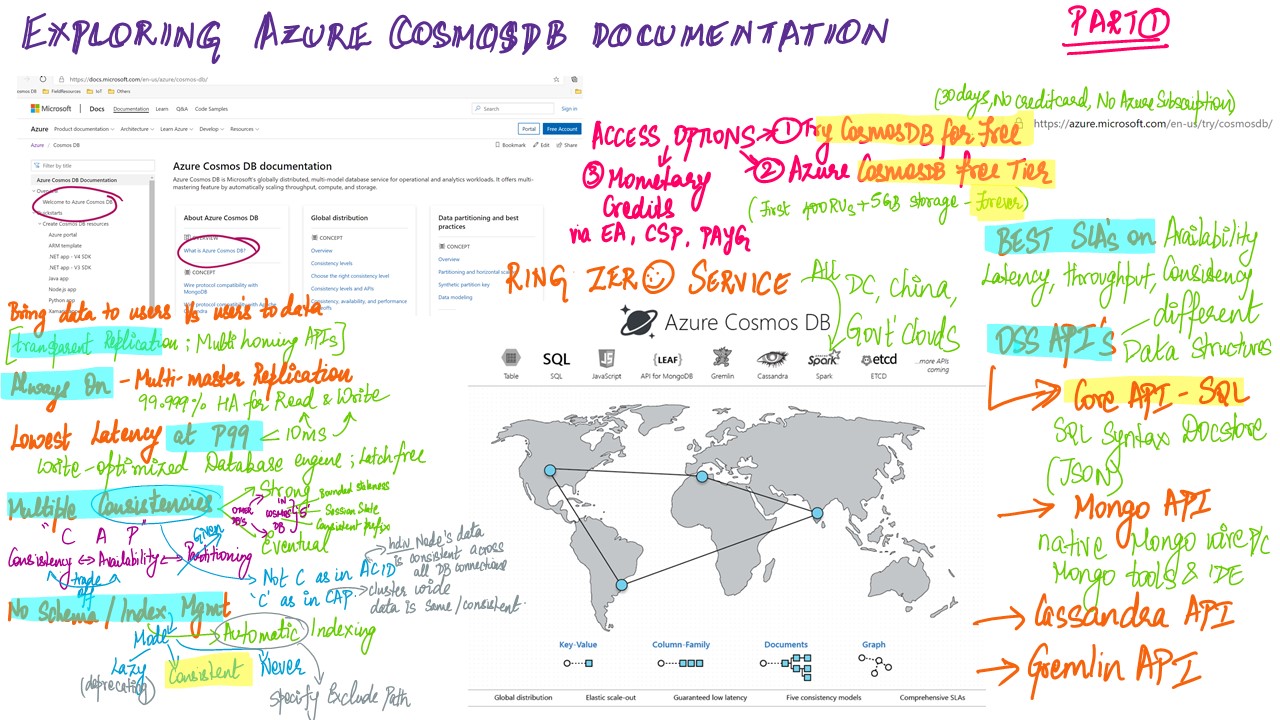 EXPLORING AZURE COSMOSDB DOCUMENTATION
PART 1
https://docs.microsoft.com/en-us/azure/cosmos-db/
osmos DB FieldResources IoT Others
Microsoft Docs Documentation Learn Q&A Code Samples
Search Sign in
Azure Product documentation Architecture Learn Azure Develop Resources
Portal Free Account
Azure / Cosmos DB
Bookmark Edit Share
Filter by title
Azure Cosmos DB Documentation
Overview
Welcome to Azure Cosmos DB
Quickstarts
Create Cosmos DB resources
Azure portal
ARM template
.NET app - V4 SDK
.NET app - V3 SDK
Java app
Node.js app
Python app
Azure Cosmos DB documentation
Azure Cosmos DB is Microsoft's globally distributed, multi-model database service for operational and analytics workloads. It offers multi-
mastering feature by automatically scaling throughput, compute, and storage.
About Azure Cosmos DB
OVERVIEW
What is Azure Cosmos DB?
CONCEPT
Wire protocol compatibility with
MongoDB
Wire protocol compatibility with Apache
Global distribution
CONCEPT
Overview
Consistency levels
Choose the right consistency level
Consistency levels and APIs
Consistency, availability, and performance
Data partitioning and best
practices
CONCEPT
Overview
Partitioning and horizontal
Synthetic partition key
Data modeling
(30 days, No creditcard, No Azure Subscription)
ACCESS OPTIONS → ① Try CosmosDB for Free
https://azure.microsoft.com/en-us/try/cosmosdb/
② Azure CosmosDB free Tier
(First 400RUs + 5GB storage - Forever)
③ Monetary
Credits
via EA, CSP, PAYG
RING ZERO SERVICE
All
DC, China,
Govt' clouds
BEST SLAs on Availability
Latency, throughput, Consistency
OSS API's
different
Data structures
→ Core API - SQL
SQL Syntax Docstore
(JSON)
→ Mongo API
native Mongo wire P/c
Mongo tools & IDE
→ Cassandra API
→ Gremlin API
Bring data to users Vs users to data
[transparent Replication; Multi homing APIs]
Always On - Multi-master Replication
99.999% HA for Read & Write
Lowest Latency at P99 < 10ms
Write-optimized Database engine; Latchfree
Multiple Consistencies
Strong
OTHER DB's
IN COSMOS DB "5"
Bounded staleness
Session State
Consistent prefix
Eventual
"C A P"
Given
Consistency ↔ Availability ↔ Partitioning
trade off
Not C as in ACID
'C' as in CAP
hdw Node's data
is consistent across
all DB connections
cluster wide
data is same/consistent
No Schema / Index Mgmt
Mode
Automatic Indexing
Lazy
(deprecating)
Consistent
Never
specify Exclude Path
Azure Cosmos DB
SQL JS {LEAF} Spark etcd
Table SQL JavaScript API for MongoDB Gremlin Cassandra Spark ETCD
...more APIs
coming
Key-Value Column-Family Documents Graph
Global distribution Elastic scale-out Guaranteed low latency Five consistency models Comprehensive SLAs